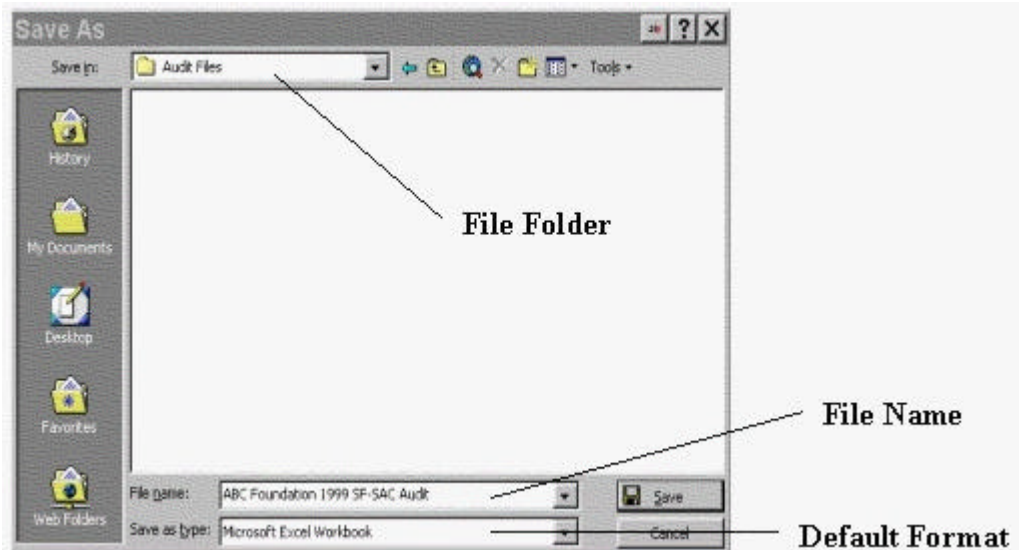 Save As
Save in: Audit Files Tools
History
My Documents
Desktop
Favorites
Web Folders
File Folder
File Name
File name: ABC Foundation 1999 SF-SAC Audit Save
Save as type: Microsoft Excel Workbook Cancel
Default Format